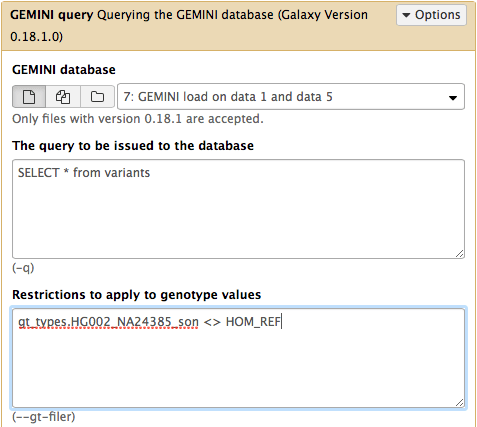 GEMINI query Querying the GEMINI database (Galaxy Version
0.18.1.0)
Options
GEMINI database
7: GEMINI load on data 1 and data 5
Only files with version 0.18.1 are accepted.
The query to be issued to the database
SELECT * from variants
(-q)
Restrictions to apply to genotype values
gt_types.HG002_NA24385_son <> HOM_REF
(--gt-filer)